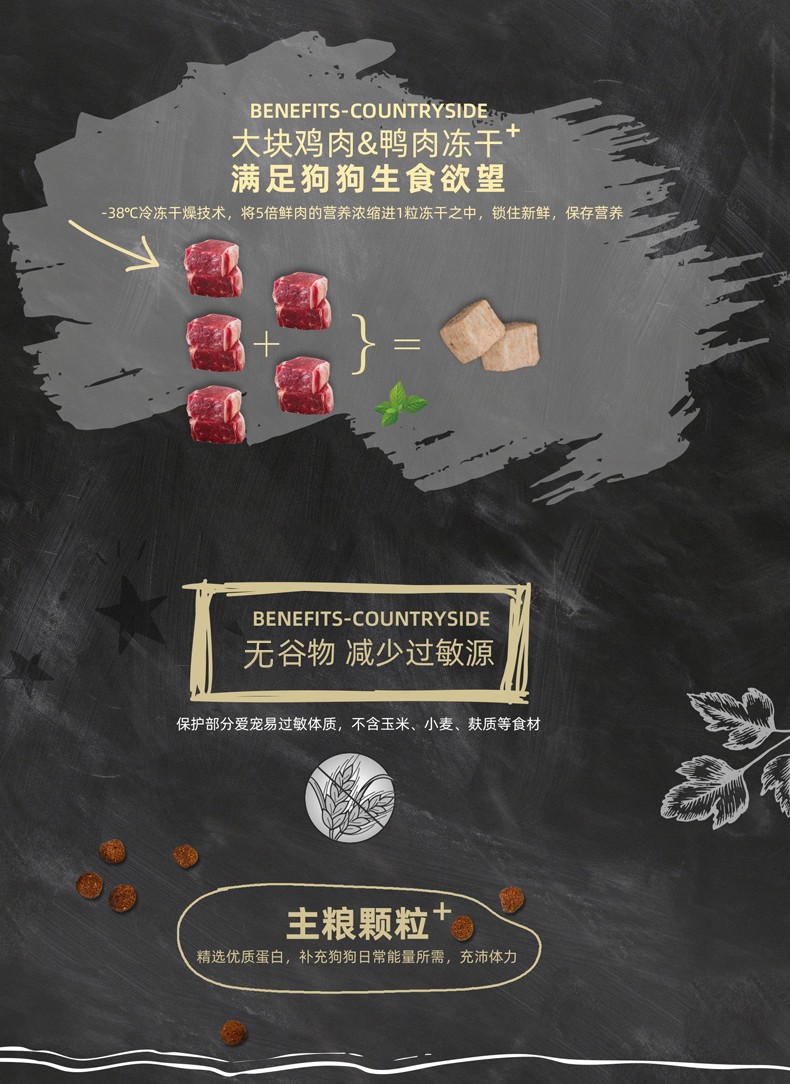 BENEFITS-COUNTRYSIDE
大块鸡肉&鸭肉冻干+
满足狗狗生食欲望
-38℃冷冻干燥技术，将5倍鲜肉的营养浓缩进1粒冻干之中，锁住新鲜，保存营养
+ } =
BENEFITS-COUNTRYSIDE
无谷物 减少过敏源
保护部分爱宠易过敏体质，不含玉米、小麦、麸质等食材
主粮颗粒+
精选优质蛋白，补充狗狗日常能量所需，充沛体力